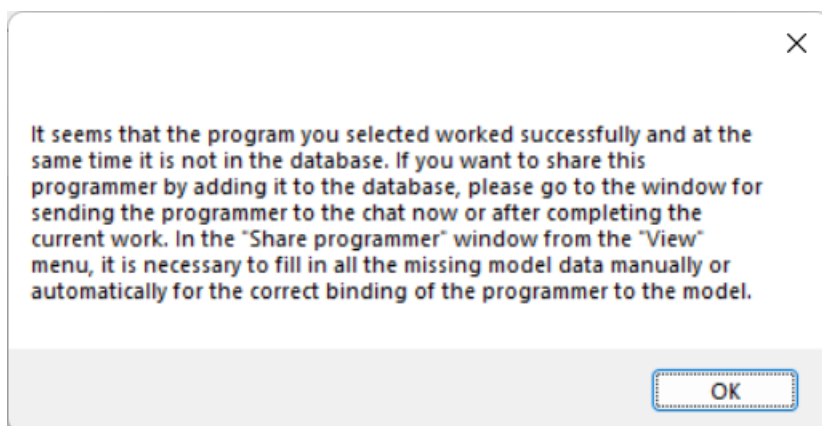 It seems that the program you selected worked successfully and at the
same time it is not in the database. If you want to share this
programmer by adding it to the database, please go to the window for
sending the programmer to the chat now or after completing the
current work. In the "Share programmer" window from the "View"
menu, it is necessary to fill in all the missing model data manually or
automatically for the correct binding of the programmer to the model.
OK